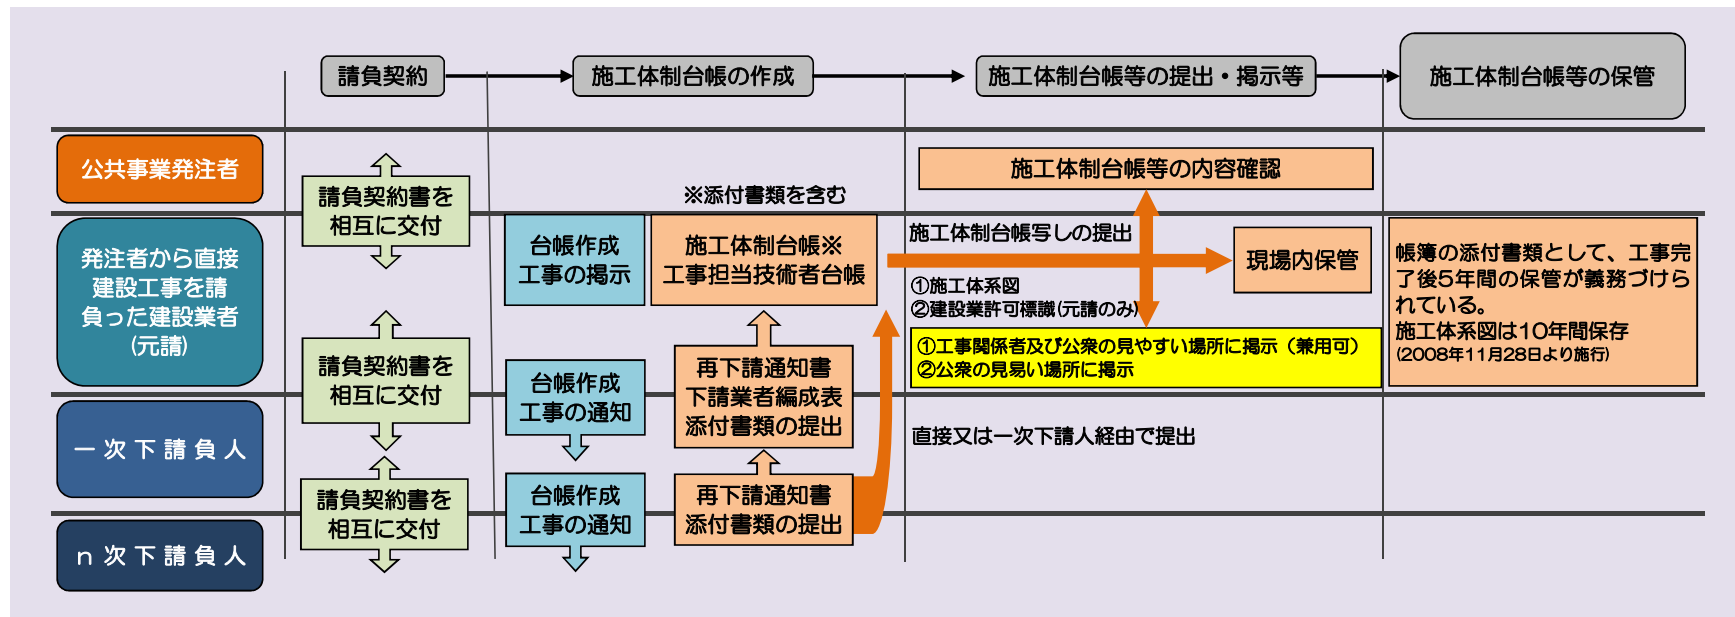 請負契約
施工体制台帳の作成
施工体制台帳等の提出・掲示等
施工体制台帳等の保管
公共事業発注者
請負契約書を
相互に交付
※添付書類を含む
施工体制台帳等の内容確認
発注者から直接
建設工事を請
負った建設業者
(元請)
台帳作成
工事の掲示
施工体制台帳※
工事担当技術者台帳
施工体制台帳写しの提出
現場内保管
①施工体系図
②建設業許可標識(元請のみ)
①工事関係者及び公衆の見やすい場所に掲示（兼用可）
②公衆の見易い場所に掲示
帳簿の添付書類として、工事完
了後5年間の保管が義務づけら
れている。
施工体系図は10年間保存
(2008年11月28日より施行)
請負契約書を
相互に交付
台帳作成
工事の通知
再下請通知書
下請業者編成表
添付書類の提出
一次下請負人
直接又は一次下請人経由で提出
請負契約書を
相互に交付
台帳作成
工事の通知
再下請通知書
添付書類の提出
n次下請負人